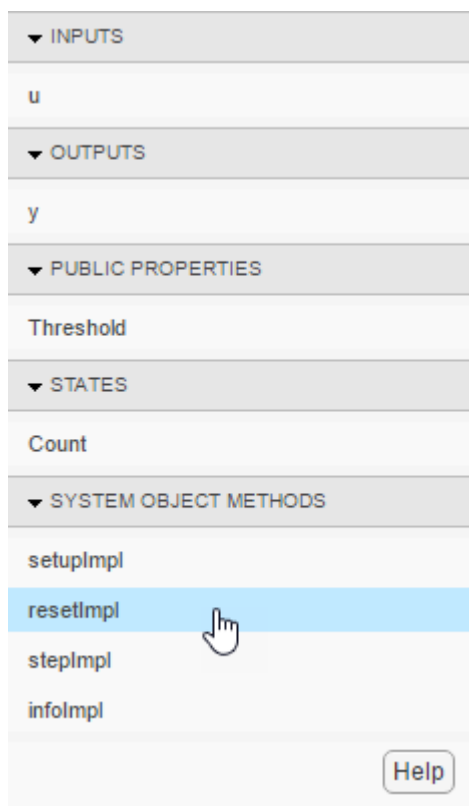 INPUTS
u
OUTPUTS
y
PUBLIC PROPERTIES
Threshold
STATES
Count
SYSTEM OBJECT METHODS
setupImpl
resetImpl
stepImpl
infoImpl
Help